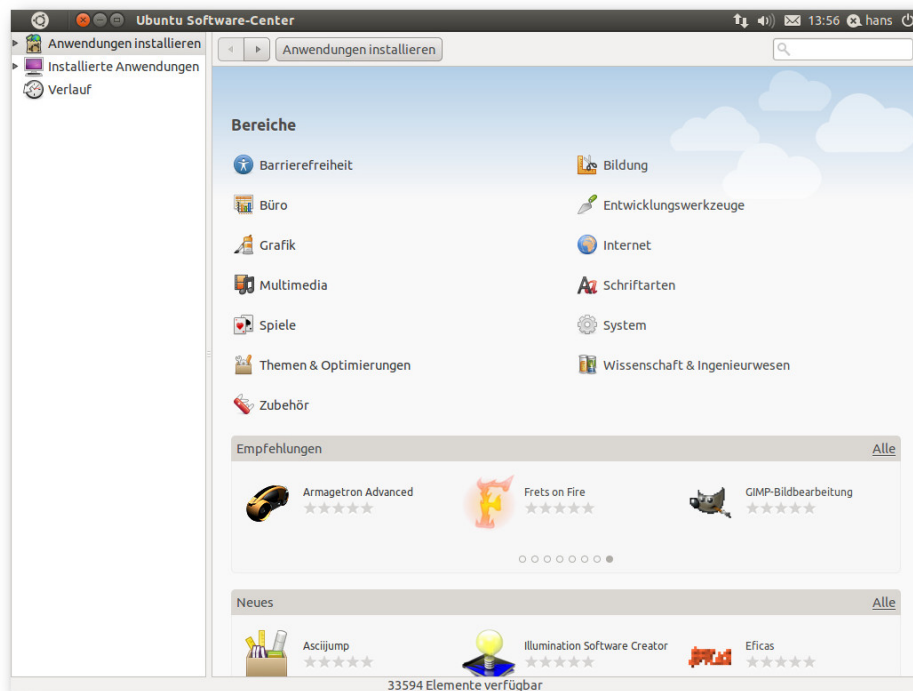 Ubuntu Software-Center 13:56 hans
Anwendungen installieren
Installierte Anwendungen
Verlauf
Anwendungen installieren
Bereiche
Barrierefreiheit Bildung
Büro Entwicklungswerkzeuge
Grafik Internet
Multimedia Schriftarten
Spiele System
Themen & Optimierungen Wissenschaft & Ingenieurwesen
Zubehör
Empfehlungen Alle
Armagetron Advanced Frets on Fire GIMP-Bildbearbeitung
Neues Alle
Asciijump Illumination Software Creator Eficas
33594 Elemente verfügbar